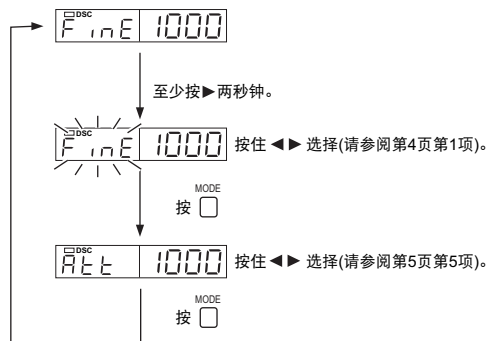 DSC
FinE 1000
至少按▶两秒钟。
DSC
FinE 1000 按住 ◀▶ 选择(请参阅第4页第1项)。
MODE
按
DSC
Att 1000 按住 ◀▶ 选择(请参阅第5页第5项)。
MODE
按